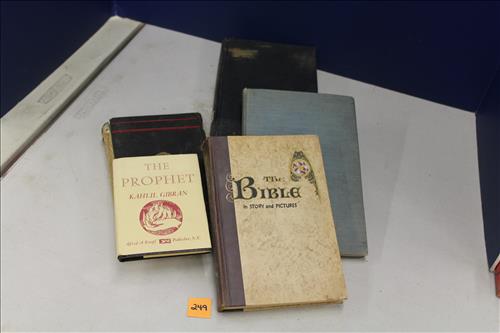 THE
PROPHET
KAHLIL GIBRAN
Alfred A Knopf Publisher, N.Y.
The
BIBLE
in STORY and PICTURES
249